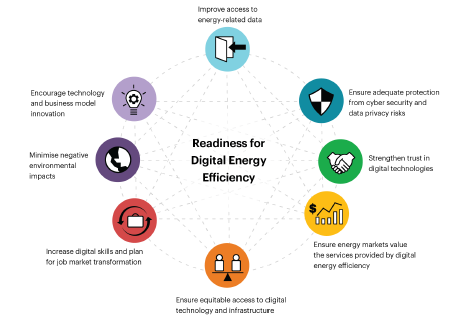 Improve access to
energy-related data
Encourage technology
and business model
innovation
Ensure adequate protection
from cyber security and
data privacy risks
Readiness for
Digital Energy
Efficiency
Minimise negative
environmental
impacts
Strengthen trust in
digital technologies
$
Increase digital skills and plan
for job market transformation
Ensure energy markets value
the services provided by digital
energy efficiency
Ensure equitable access to digital
technology and infrastructure